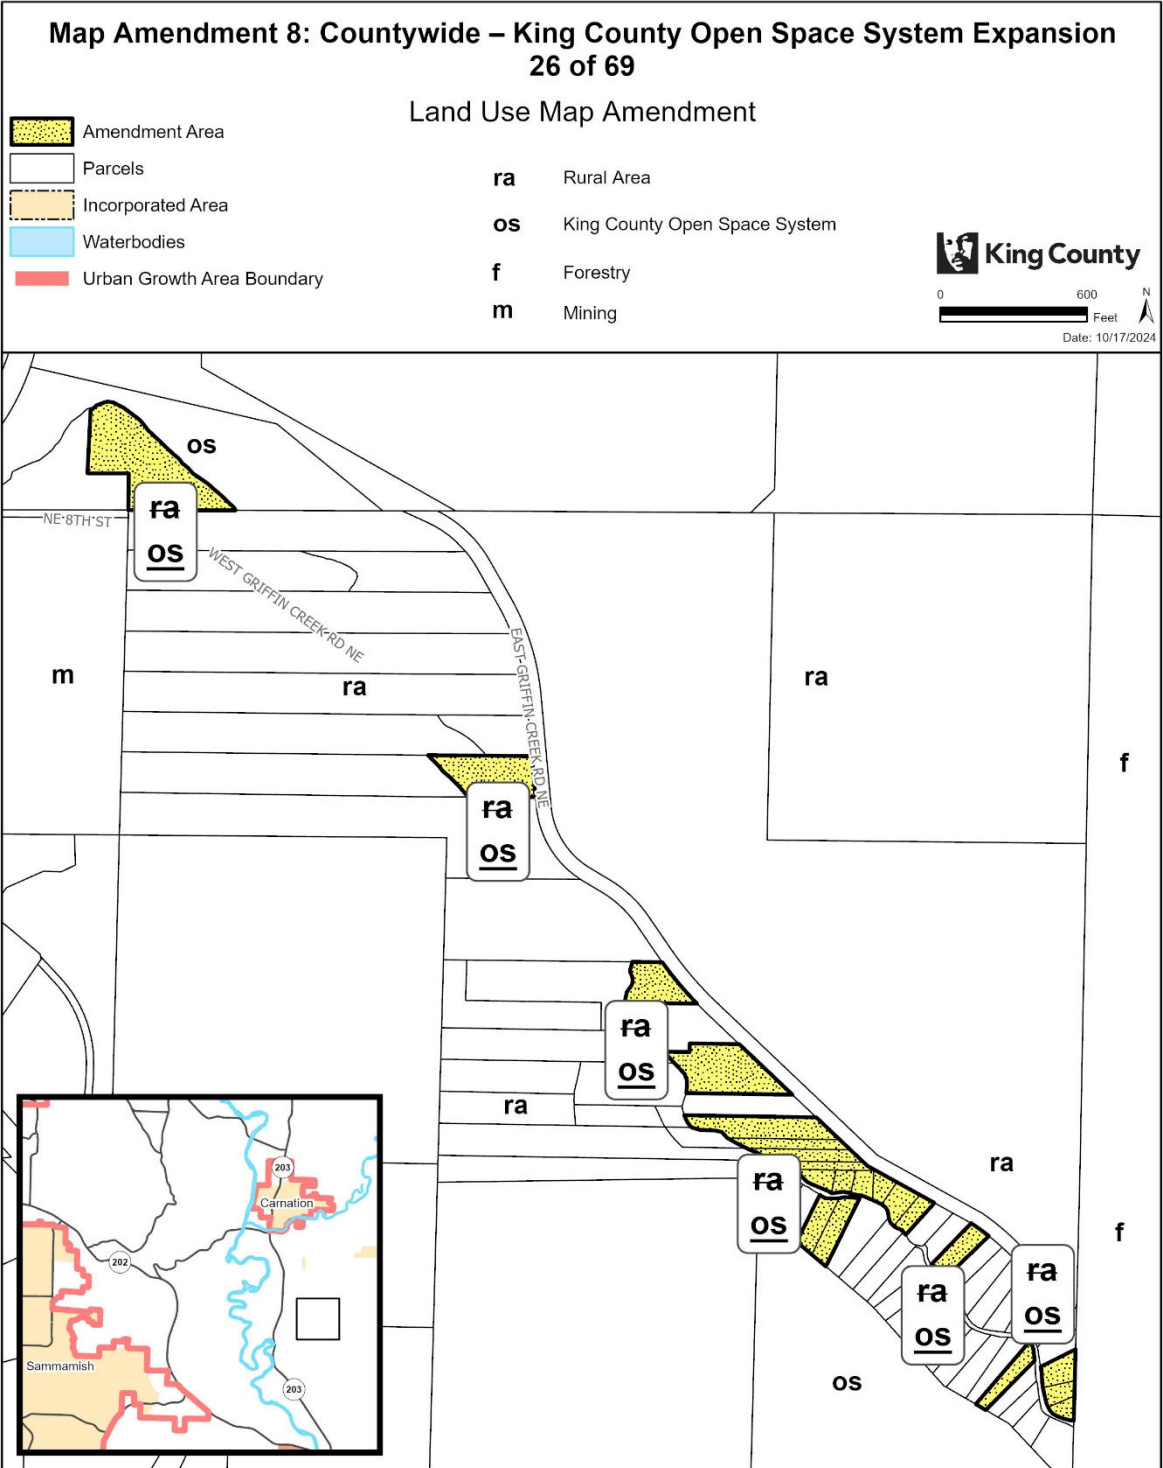 Map Amendment 8: Countywide – King County Open Space System Expansion
26 of 69
Land Use Map Amendment
Amendment Area
Parcels
Incorporated Area
Waterbodies
Urban Growth Area Boundary
ra Rural Area
os King County Open Space System
f Forestry
m Mining
King County
0 600
Feet
N
Date: 10/17/2024
os
ra
os
NE 8TH ST
WEST GRIFFIN CREEK RD NE
EAST GRIFFIN CREEK RD NE
m
ra
ra
f
ra
os
ra
os
ra
ra
ra
os
f
ra
os
ra
os
os
203
Carnation
202
Sammamish
203